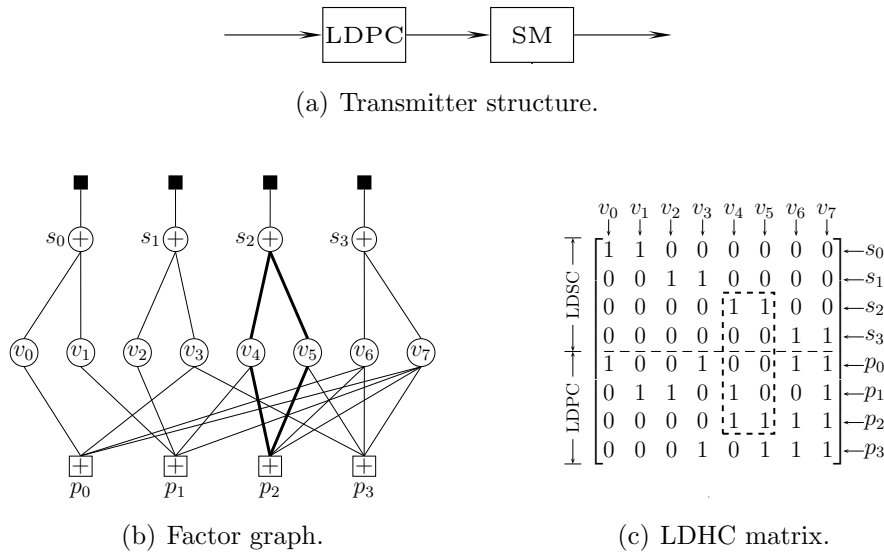 LDPC SM
(a) Transmitter structure.
s₀ + s₁ + s₂ + s₃ +
v₀ v₁ v₂ v₃ v₄ v₅ v₆ v₇
+ + + +
p₀ p₁ p₂ p₃
(b) Factor graph.
v₀ v₁ v₂ v₃ v₄ v₅ v₆ v₇
LDSC
1 1 0 0 0 0 0 0 s₀
0 0 1 1 0 0 0 0 s₁
0 0 0 0 1 1 0 0 s₂
0 0 0 0 0 0 1 1 s₃
LDPC
1 0 0 1 0 0 1 1 p₀
0 1 1 0 1 0 0 1 p₁
0 0 0 0 1 1 1 1 p₂
0 0 0 1 0 1 1 1 p₃
(c) LDHC matrix.